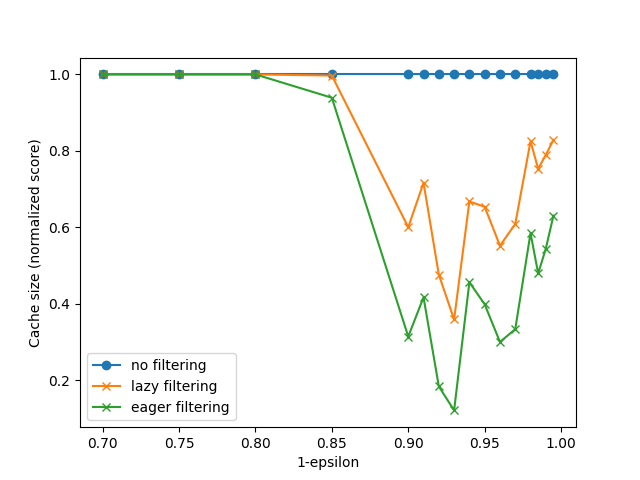 Cache size (normalized score)
1.0
0.8
0.6
0.4
0.2
no filtering
lazy filtering
eager filtering
0.70 0.75 0.80 0.85 0.90 0.95 1.00
1-epsilon